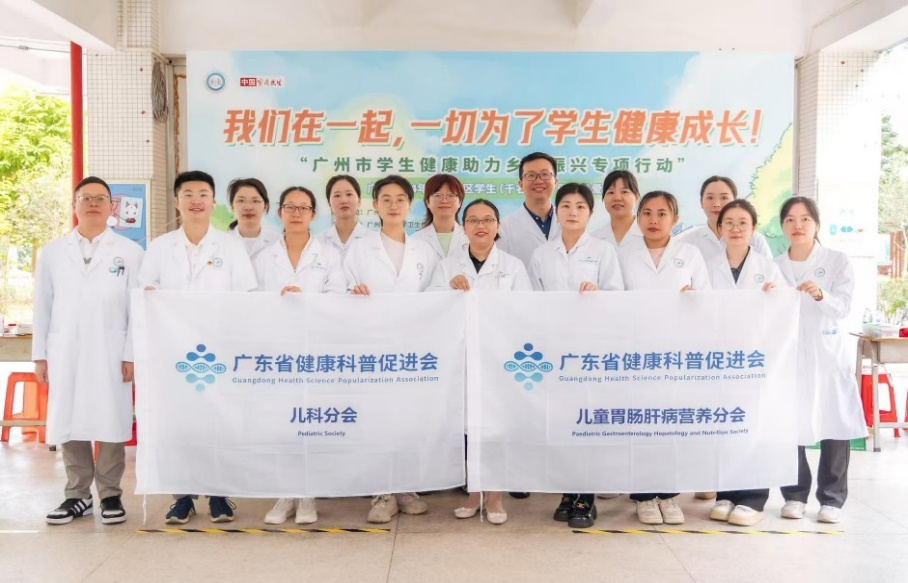 中国
我们在一起，一切为了学生健康成长！
“广州市学生健康助力乡 振兴专项行动”
广东省健康科普促进会
Guangdong Health Science Popularization Association
儿科分会
Pediatric Society
广东省健康科普促进会
Guangdong Health Science Popularization Association
儿童胃肠肝病营养分会
Paediatric Gastroenterology Hepatology and Nutrition Society